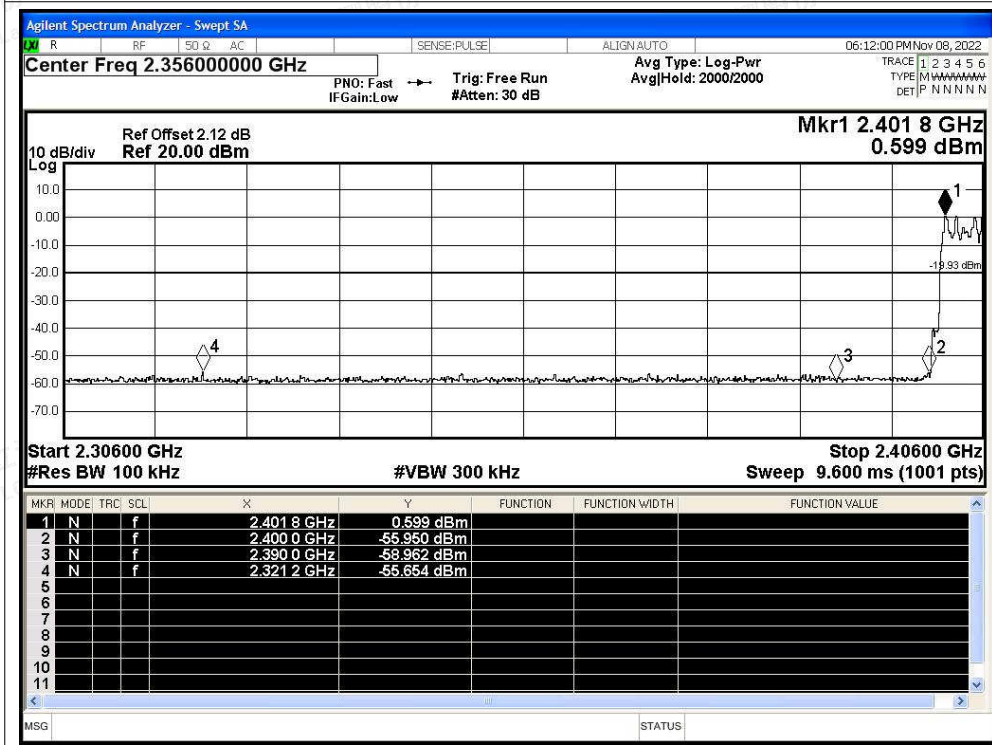 Agilent Spectrum Analyzer - Swept SA
LXI R RF 50 Ω AC SENSE:PULSE ALIGN AUTO 06:12:00 PM Nov 08, 2022
Center Freq 2.356000000 GHz
PNO: Fast
IFGain:Low
Trig: Free Run
#Atten: 30 dB
Avg Type: Log-Pwr
Avg|Hold: 2000/2000
TRACE 1 2 3 4 5 6
TYPE M WWWWW
DET P N N N N N
Ref Offset 2.12 dB
10 dB/div Ref 20.00 dBm
Log
Mkr1 2.401 8 GHz
0.599 dBm
10.0
0.00
-10.0
-20.0
-30.0
-40.0
-50.0
-60.0
-70.0
1
-19.93 dBm
4
3
2
Start 2.30600 GHz Stop 2.40600 GHz
#Res BW 100 kHz #VBW 300 kHz Sweep 9.600 ms (1001 pts)
MKR MODE TRC SCL X Y FUNCTION FUNCTION WIDTH FUNCTION VALUE
1 N f 2.401 8 GHz 0.599 dBm
2 N f 2.400 0 GHz -55.950 dBm
3 N f 2.390 0 GHz -58.962 dBm
4 N f 2.321 2 GHz -55.654 dBm
5
6
7
8
9
10
11
MSG STATUS